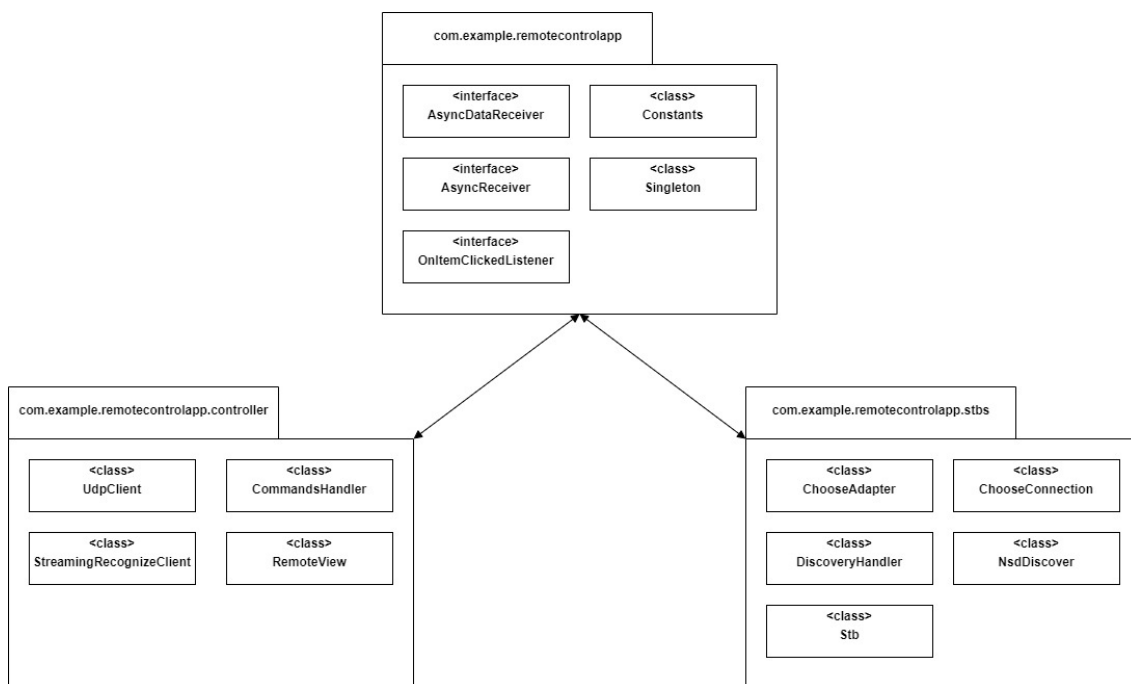 com.example.remotecontrolapp
<interface>
AsyncDataReceiver
<class>
Constants
<interface>
AsyncReceiver
<class>
Singleton
<interface>
OnItemClickedListener
com.example.remotecontrolapp.controller
<class>
UdpClient
<class>
CommandsHandler
<class>
StreamingRecognizeClient
<class>
RemoteView
com.example.remotecontrolapp.stbs
<class>
ChooseAdapter
<class>
ChooseConnection
<class>
DiscoveryHandler
<class>
NsdDiscover
<class>
Stb